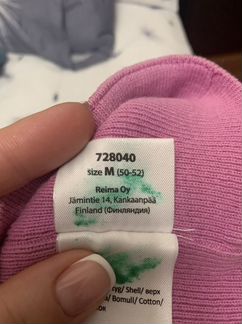 728040
size M (50-52)
Reima Oy
Jämintie 14, Kankaanpää
Finland (Финляндия)
Shell/ верх
Bomull/ Cotton/